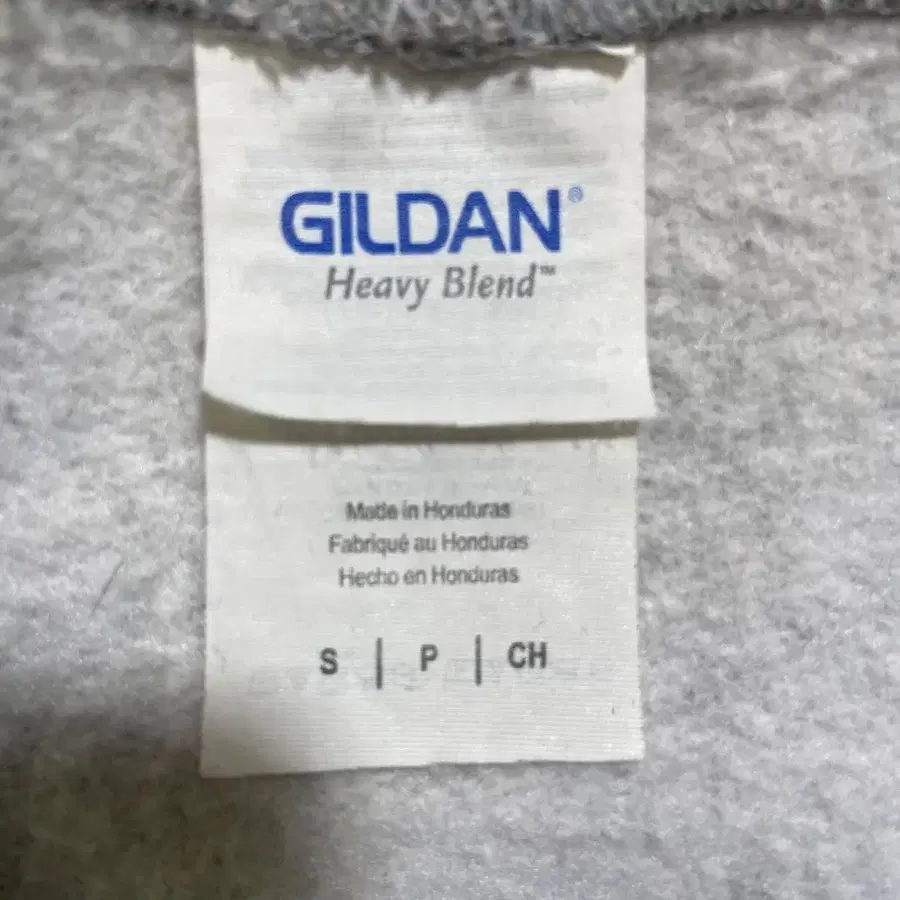 GILDAN®
Heavy Blend™
Made in Honduras
Fabriqué au Honduras
Hecho en Honduras
S | P | CH